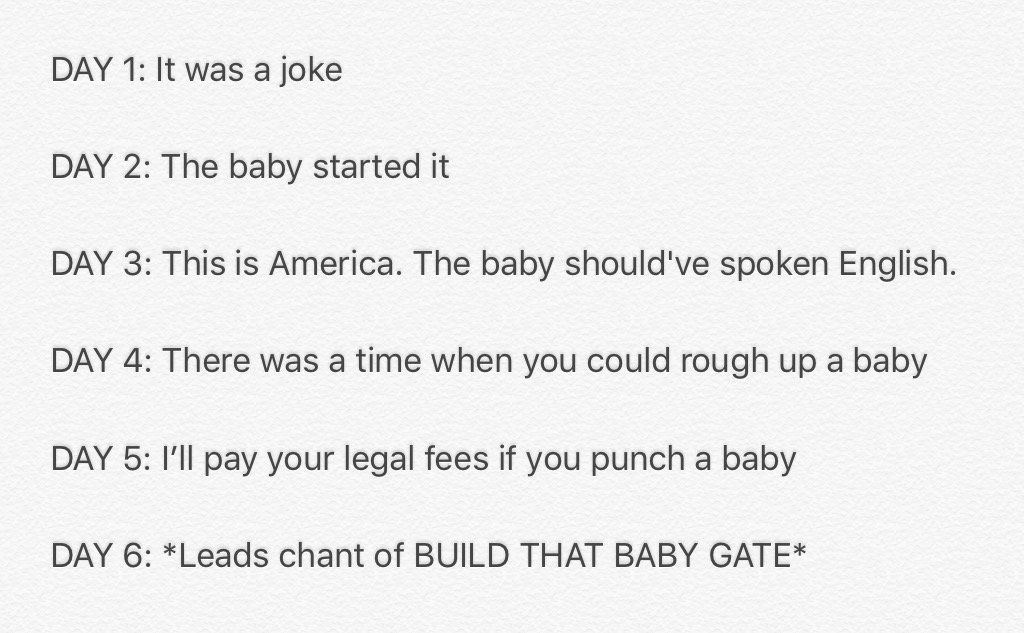 DAY 1: It was a joke
DAY 2: The baby started it
DAY 3: This is America. The baby should've spoken English.
DAY 4: There was a time when you could rough up a baby
DAY 5: I’ll pay your legal fees if you punch a baby
DAY 6: *Leads chant of BUILD THAT BABY GATE*